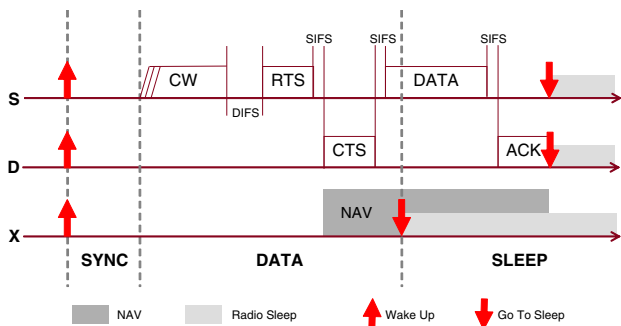 SIFS SIFS SIFS
CW RTS DATA
S
DIFS
CTS ACK
D
NAV
X
SYNC DATA SLEEP
NAV Radio Sleep Wake Up Go To Sleep